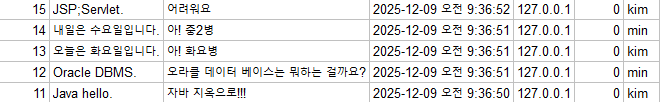 15 JSP;Servlet. 어려워요 2025-12-09 오전 9:36:52 127.0.0.1 0 kim
14 내일은 수요일입니다. 아! 중2병 2025-12-09 오전 9:36:51 127.0.0.1 0 min
13 오늘은 화요일입니다. 아! 화요병 2025-12-09 오전 9:36:51 127.0.0.1 0 kim
12 Oracle DBMS. 오라클 데이터 베이스는 뭐하는 걸까요? 2025-12-09 오전 9:36:51 127.0.0.1 0 min
11 Java hello. 자바 지옥으로!!! 2025-12-09 오전 9:36:50 127.0.0.1 0 kim